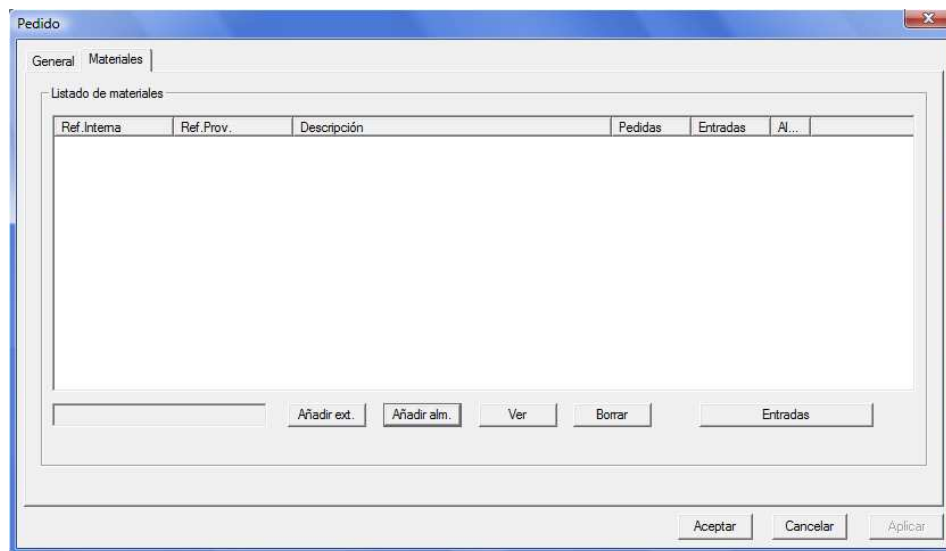 Pedido
General Materiales
Listado de materiales
Ref.Interna Ref.Prov. Descripción Pedidas Entradas Al...
Añadir ext. Añadir alm. Ver Borrar Entradas
Aceptar Cancelar Aplicar